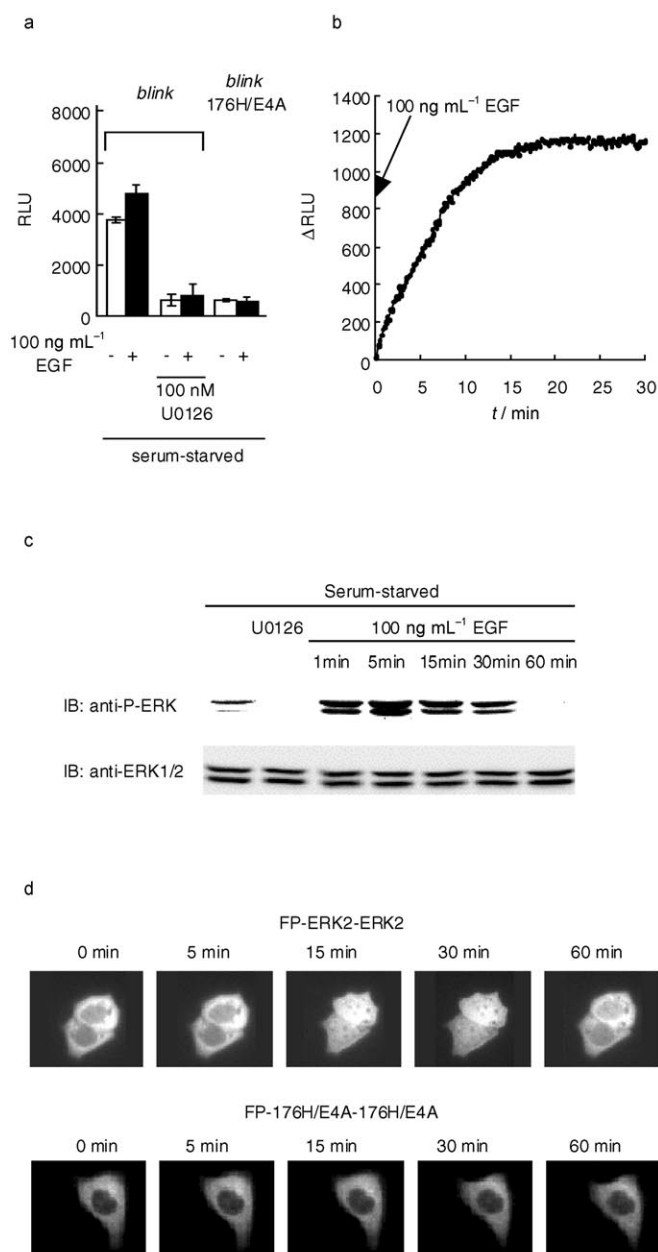 a
blink
blink
176H/E4A
8000
6000
4000
2000
0
RLU
100 ng mL⁻¹
EGF
- + - + - +
100 nM
U0126
serum-starved
b
1400
1200
1000
800
600
400
200
0
Δ RLU
100 ng mL⁻¹ EGF
0 5 10 15 20 25 30
t / min
c
Serum-starved
U0126 100 ng mL⁻¹ EGF
1min 5min 15min 30min 60 min
IB: anti-P-ERK
IB: anti-ERK1/2
d
FP-ERK2-ERK2
0 min 5 min 15 min 30 min 60 min
FP-176H/E4A-176H/E4A
0 min 5 min 15 min 30 min 60 min